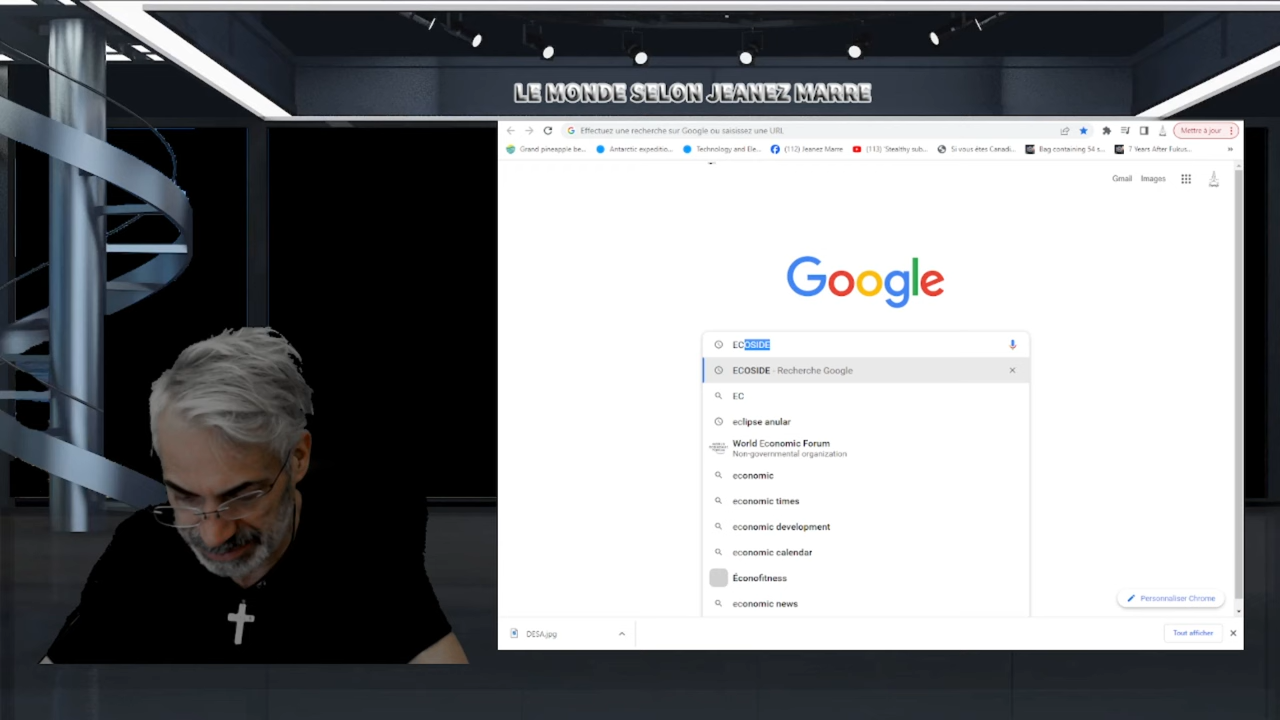 LE MONDE SELON JEANEZ MARRE
Effectuez une recherche sur Google ou saisissez une URL
Mettre à jour
Grand pineapple be...
Antarctic expeditio...
Technology and Ele...
(112) Jeanez Marre
(113) 'Stealthy sub...
Si vous êtes Canadi...
Bag containing 54 s...
7 Years After Fukus...
»
Gmail
Images
Google
ECOSIDE
ECOSIDE - Recherche Google
EC
eclipse anular
World Economic Forum
Non-governmental organization
economic
economic times
economic development
economic calendar
Éconofitness
economic news
Personnaliser Chrome
DESA.jpg
Tout afficher